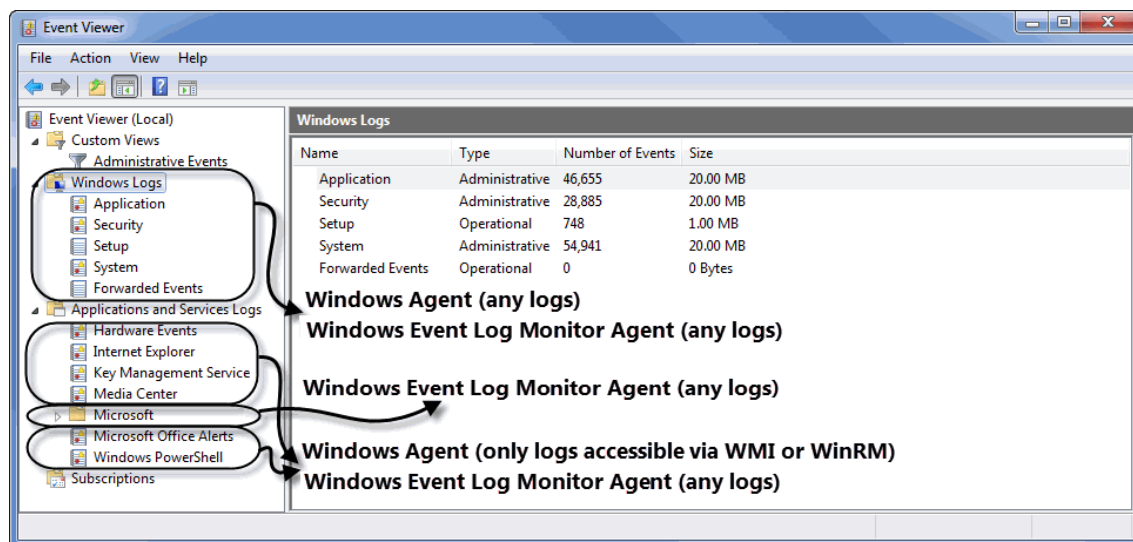 Event Viewer
File Action View Help
Event Viewer (Local)
Custom Views
Administrative Events
Windows Logs
Application
Security
Setup
System
Forwarded Events
Applications and Services Logs
Hardware Events
Internet Explorer
Key Management Service
Media Center
Microsoft
Microsoft Office Alerts
Windows PowerShell
Subscriptions
Windows Logs
Name Type Number of Events Size
Application Administrative 46,655 20.00 MB
Security Administrative 28,885 20.00 MB
Setup Operational 748 1.00 MB
System Administrative 54,941 20.00 MB
Forwarded Events Operational 0 0 Bytes
Windows Agent (any logs)
Windows Event Log Monitor Agent (any logs)
Windows Event Log Monitor Agent (any logs)
Windows Agent (only logs accessible via WMI or WinRM)
Windows Event Log Monitor Agent (any logs)